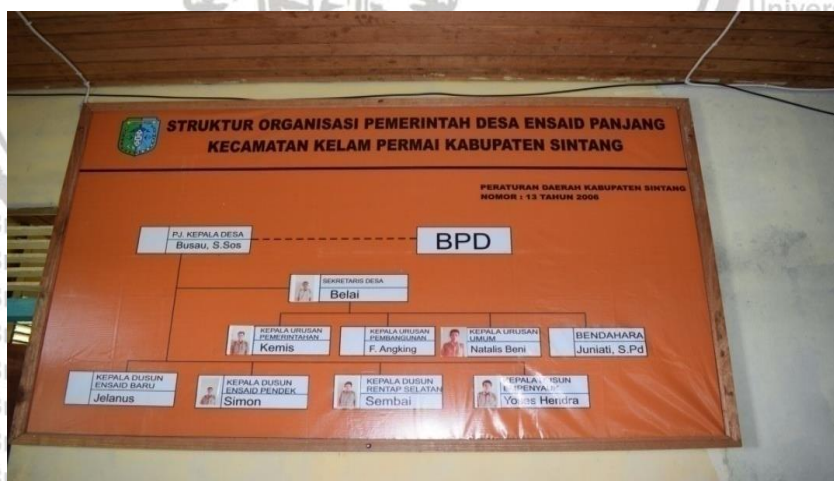 STRUKTUR ORGANISASI PEMERINTAH DESA ENSAID PANJANG
KECAMATAN KELAM PERMAI KABUPATEN SINTANG
PERATURAN DAERAH KABUPATEN SINTANG
NOMOR : 13 TAHUN 2006
PJ. KEPALA DESA
Busau, S.Sos
BPD
SEKRETARIS DESA
Belai
KEPALA URUSAN
PEMERINTAHAN
Kemis
KEPALA URUSAN
PEMBANGUNAN
F. Angking
KEPALA URUSAN
UMUM
Natalis Beni
BENDAHARA
Juniati, S.Pd
KEPALA DUSUN
ENSAID BARU
Jelanus
KEPALA DUSUN
ENSAID PENDEK
Simon
KEPALA DUSUN
RENTAP SELATAN
Sembai
KEPALA DUSUN
Hendra